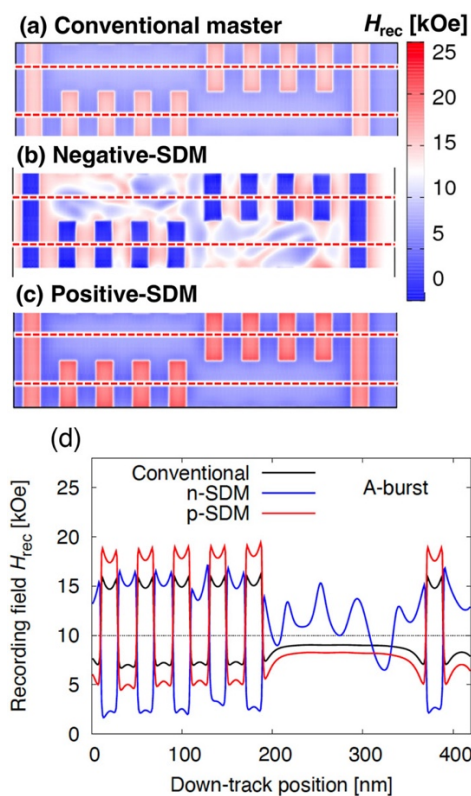 (a) Conventional master
H_rec [kOe]
25
20
15
10
5
0
(b) Negative-SDM
(c) Positive-SDM
(d)
Conventional
n-SDM
p-SDM
A-burst
Recording field H_rec [kOe]
25
20
15
10
5
0
0 100 200 300 400
Down-track position [nm]